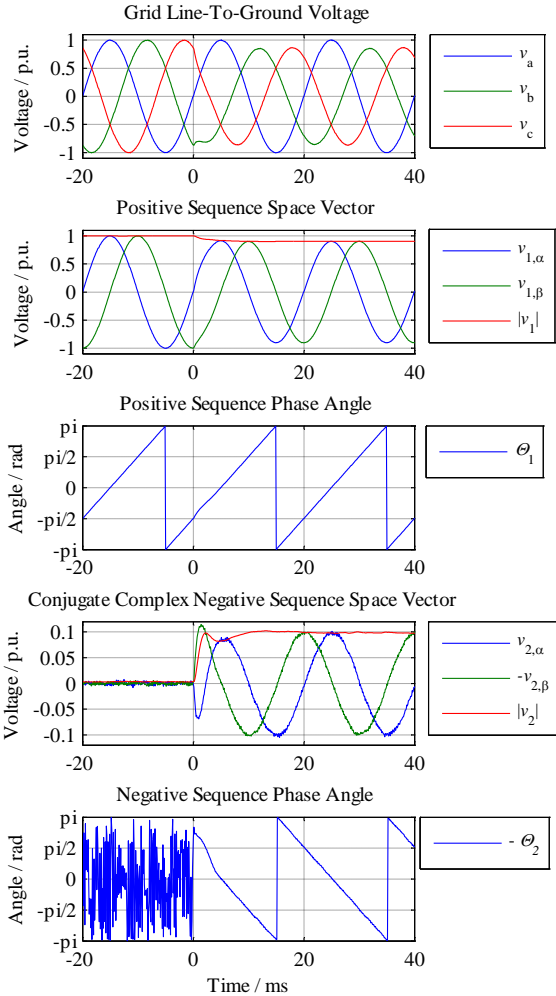 Grid Line-To-Ground Voltage
Voltage / p.u.
1
0.5
0
-0.5
-1
-20 0 20 40
v_a
v_b
v_c
Positive Sequence Space Vector
Voltage / p.u.
1
0.5
0
-0.5
-1
-20 0 20 40
v_1,α
v_1,β
|v_1|
Positive Sequence Phase Angle
Angle / rad
pi
pi/2
0
-pi/2
-pi
-20 0 20 40
Θ_1
Conjugate Complex Negative Sequence Space Vector
Voltage / p.u.
0.1
0.05
0
-0.05
-0.1
-20 0 20 40
v_2,α
-v_2,β
|v_2|
Negative Sequence Phase Angle
Angle / rad
pi
pi/2
0
-pi/2
-pi
-20 0 20 40
- Θ_2
Time / ms